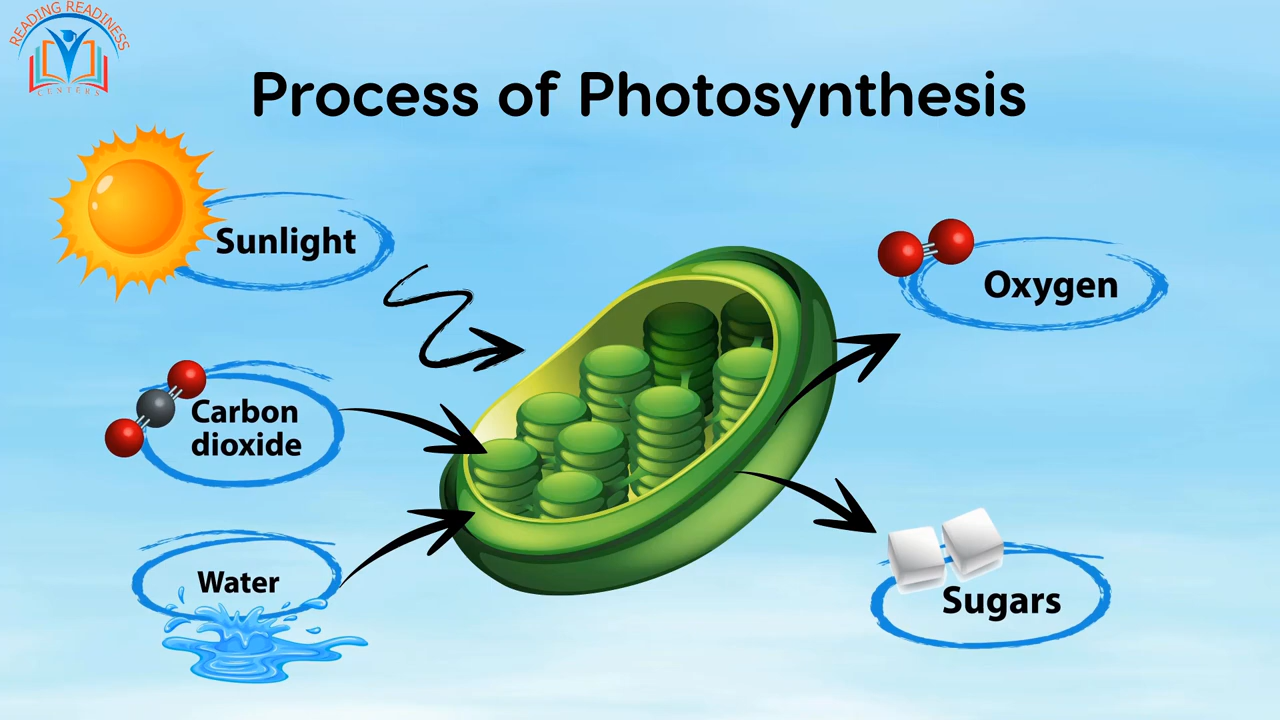 READING READINESS
CENTERS
Process of Photosynthesis
Sunlight
Oxygen
Carbon
dioxide
Water
Sugars